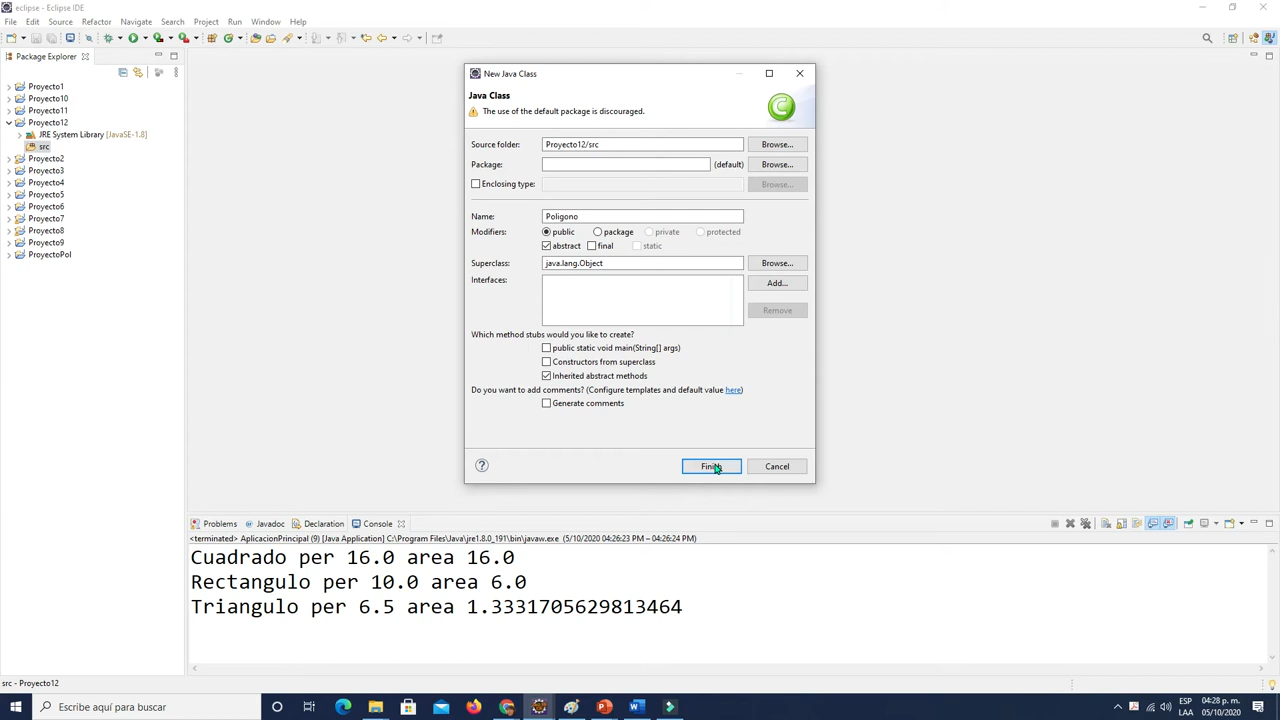 eclipse - Eclipse IDE
File Edit Source Refactor Navigate Search Project Run Window Help
Package Explorer
Proyecto1
Proyecto10
Proyecto11
Proyecto12
JRE System Library [JavaSE-1.8]
src
Proyecto2
Proyecto3
Proyecto4
Proyecto5
Proyecto6
Proyecto7
Proyecto8
Proyecto9
ProyectoPol
New Java Class
Java Class
The use of the default package is discouraged.
Source folder: Proyecto12/src Browse...
Package: (default) Browse...
Enclosing type: Browse...
Name: Poligono
Modifiers: public package private protected
abstract final static
Superclass: java.lang.Object Browse...
Interfaces: Add...
Remove
Which method stubs would you like to create?
public static void main(String[] args)
Constructors from superclass
Inherited abstract methods
Do you want to add comments? (Configure templates and default value here)
Generate comments
Finish Cancel
Problems Javadoc Declaration Console
<terminated> AplicacionPrincipal (9) [Java Application] C:\Program Files\Java\jre1.8.0_191\bin\javaw.exe (5/10/2020 04:26:23 PM – 04:26:24 PM)
Cuadrado per 16.0 area 16.0
Rectangulo per 10.0 area 6.0
Triangulo per 6.5 area 1.3331705629813464
src - Proyecto12
Escribe aquí para buscar
ESP 04:28 p. m.
LAA 05/10/2020